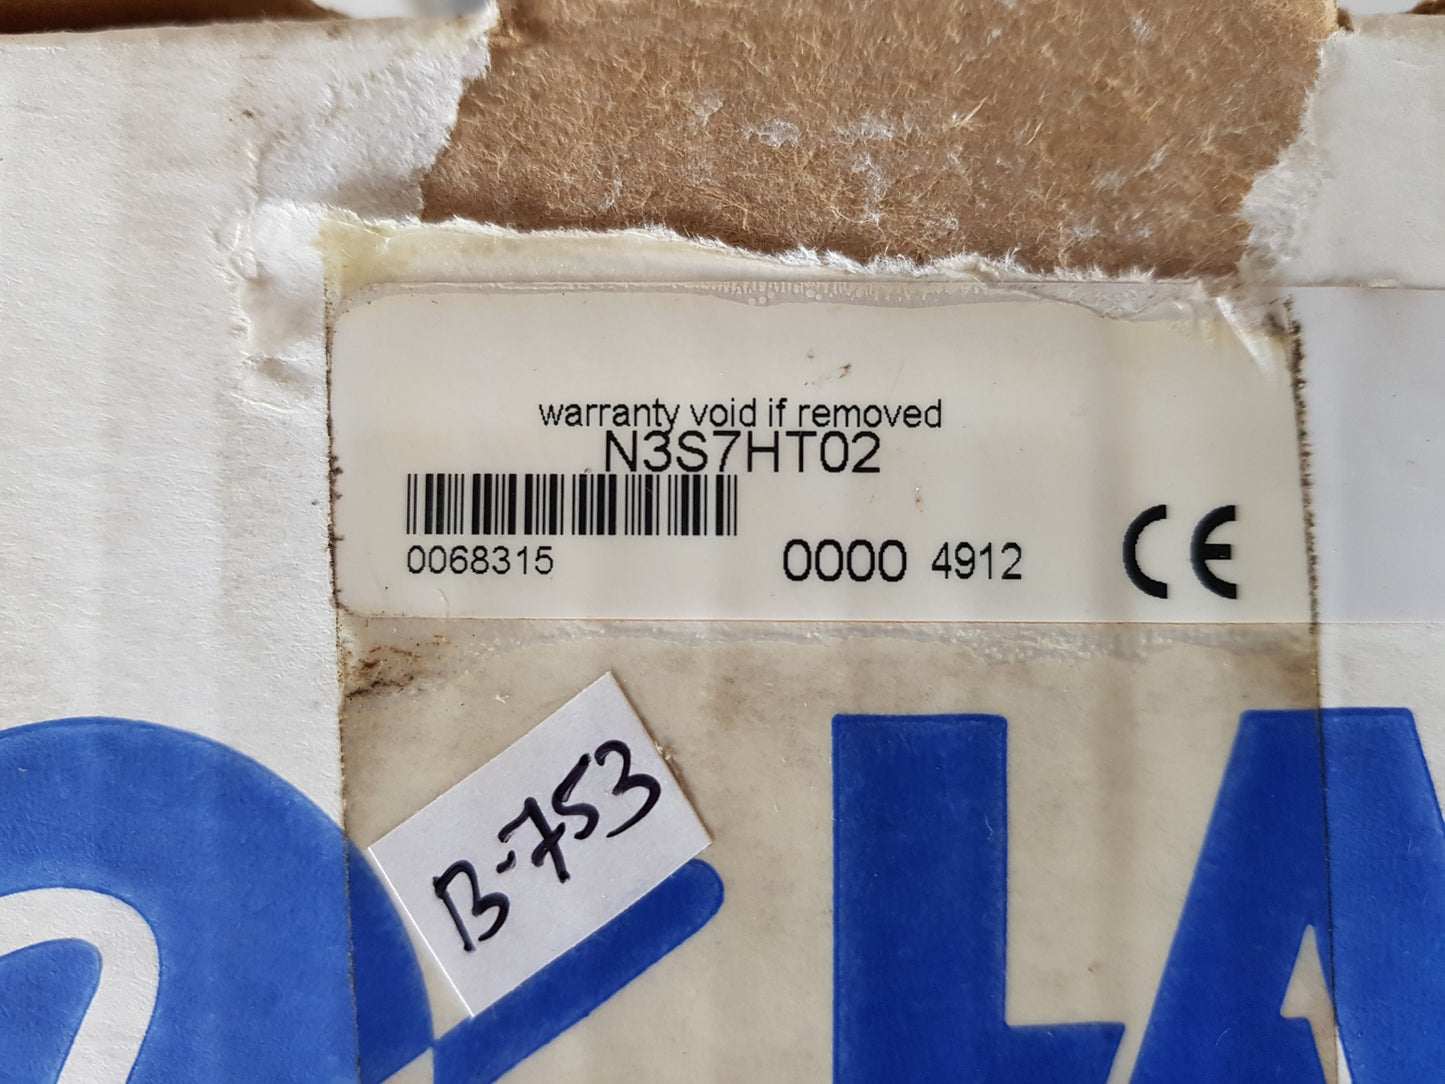 warranty void if removed
N3S7HT02
0068315 0000 4912 CE
B-753
LA